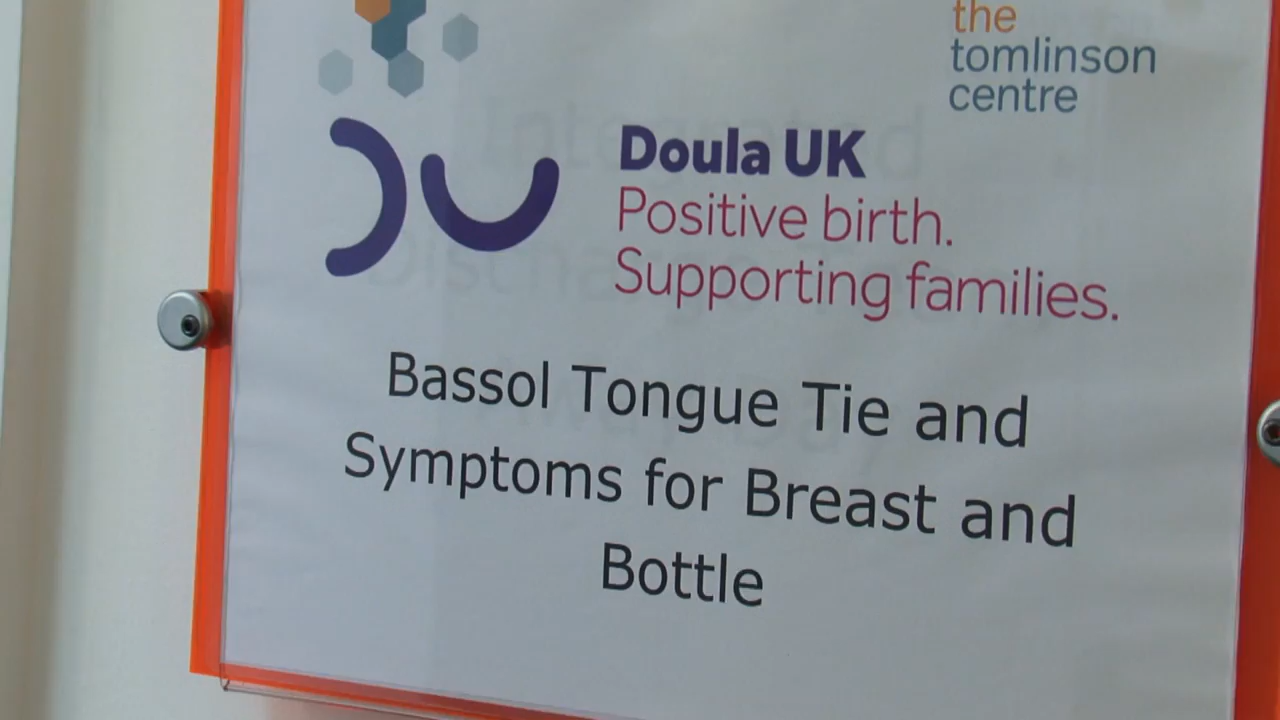 the
tomlinson
centre
Doula UK
Positive birth.
Supporting families.
Bassol Tongue Tie and
Symptoms for Breast and
Bottle